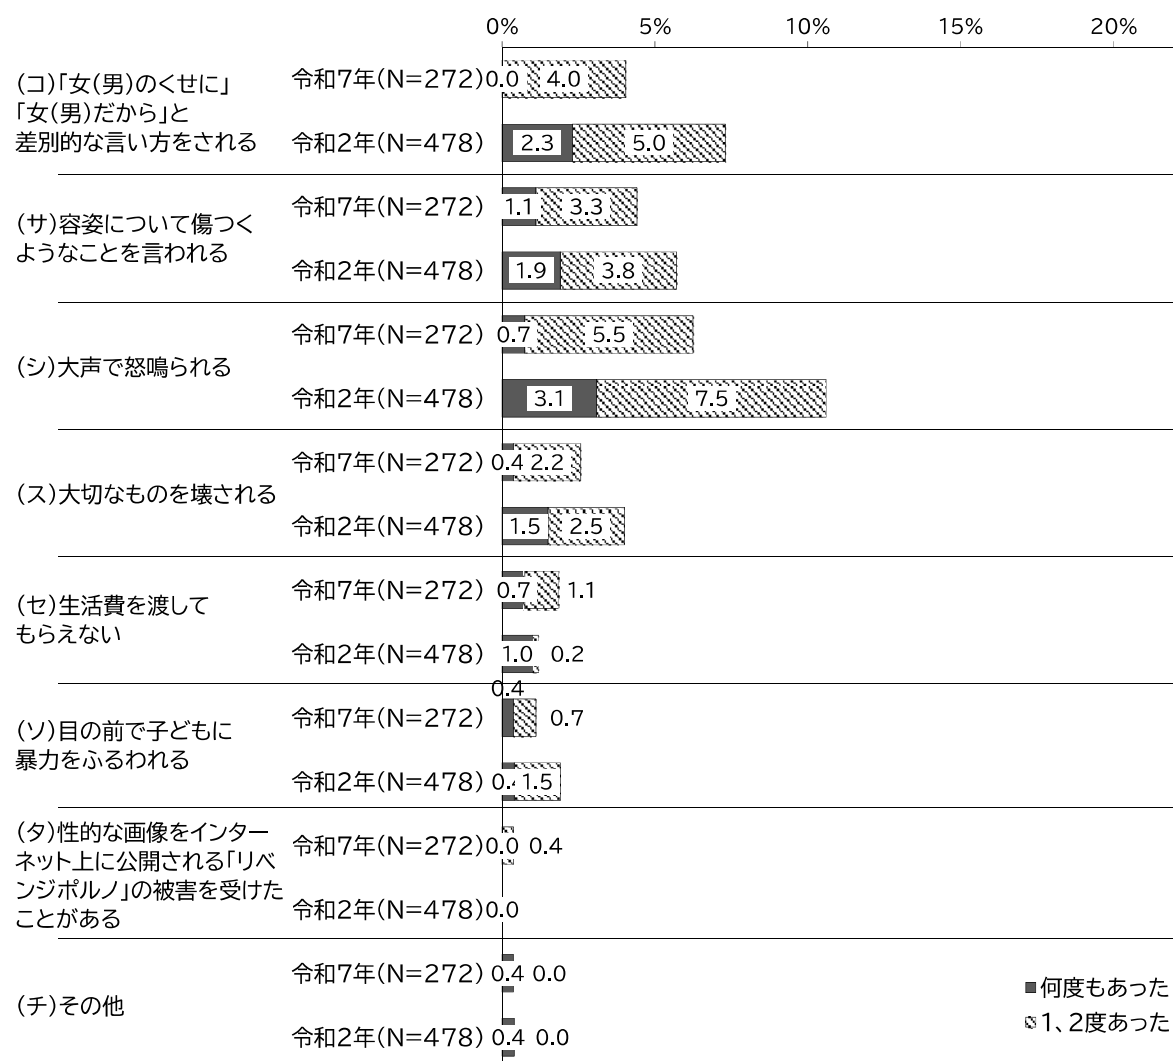 0% 5% 10% 15% 20%
(コ)「女(男)のくせに」
「女(男)だから」と
差別的な言い方をされる
令和7年(N=272) 0.0 4.0
令和2年(N=478) 2.3 5.0
(サ)容姿について傷つく
ようなことを言われる
令和7年(N=272) 1.1 3.3
令和2年(N=478) 1.9 3.8
(シ)大声で怒鳴られる
令和7年(N=272) 0.7 5.5
令和2年(N=478) 3.1 7.5
(ス)大切なものを壊される
令和7年(N=272) 0.4 2.2
令和2年(N=478) 1.5 2.5
(セ)生活費を渡して
もらえない
令和7年(N=272) 0.7 1.1
令和2年(N=478) 1.0 0.2
(ソ)目の前で子どもに
暴力をふるわれる
令和7年(N=272) 0.4 0.7
令和2年(N=478) 1.5
(タ)性的な画像をインター
ネット上に公開される「リベ
ンジポルノ」の被害を受けた
ことがある
令和7年(N=272) 0.0 0.4
令和2年(N=478) 0.0
(チ)その他
令和7年(N=272) 0.4 0.0
令和2年(N=478) 0.4 0.0
何度もあった
1、2度あった